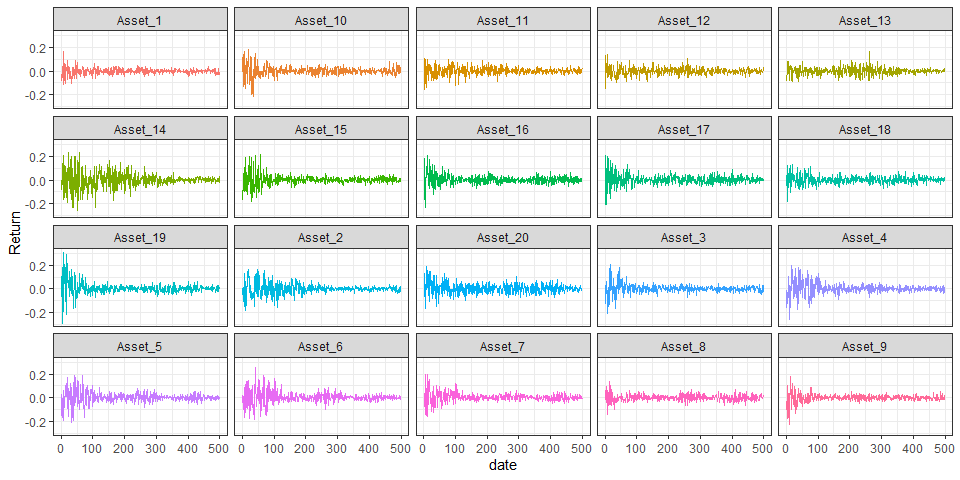 Asset_1 Asset_10 Asset_11 Asset_12 Asset_13
0.2
0.0
-0.2
Asset_14 Asset_15 Asset_16 Asset_17 Asset_18
0.2
0.0
-0.2
Return
Asset_19 Asset_2 Asset_20 Asset_3 Asset_4
0.2
0.0
-0.2
Asset_5 Asset_6 Asset_7 Asset_8 Asset_9
0.2
0.0
-0.2
0 100 200 300 400 500 0 100 200 300 400 500 0 100 200 300 400 500 0 100 200 300 400 500 0 100 200 300 400 500
date